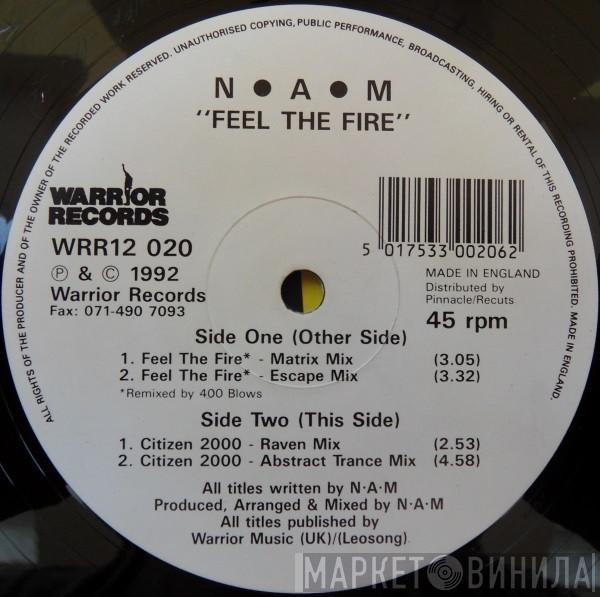 ALL RIGHTS OF THE PRODUCER AND OF THE OWNER OF THE RECORDED WORK RESERVED. UNAUTHORISED COPYING, PUBLIC PERFORMANCE, BROADCASTING, HIRING OR RENTAL OF THIS RECORDING PROHIBITED. MADE IN ENGLAND.
N●A●M
"FEEL THE FIRE"
WARRIOR
RECORDS
WRR12 020
℗ & © 1992
Warrior Records
Fax: 071-490 7093
5 017533 002062
MADE IN ENGLAND
Distributed by
Pinnacle/Recuts
45 rpm
Side One (Other Side)
1. Feel The Fire* - Matrix Mix (3.05)
2. Feel The Fire* - Escape Mix (3.32)
*Remixed by 400 Blows
Side Two (This Side)
1. Citizen 2000 - Raven Mix (2.53)
2. Citizen 2000 - Abstract Trance Mix (4.58)
All titles written by N·A·M
Produced, Arranged & Mixed by N·A·M
All titles published by
Warrior Music (UK)/(Leosong).
МАРКЕТ ВИНИЛА